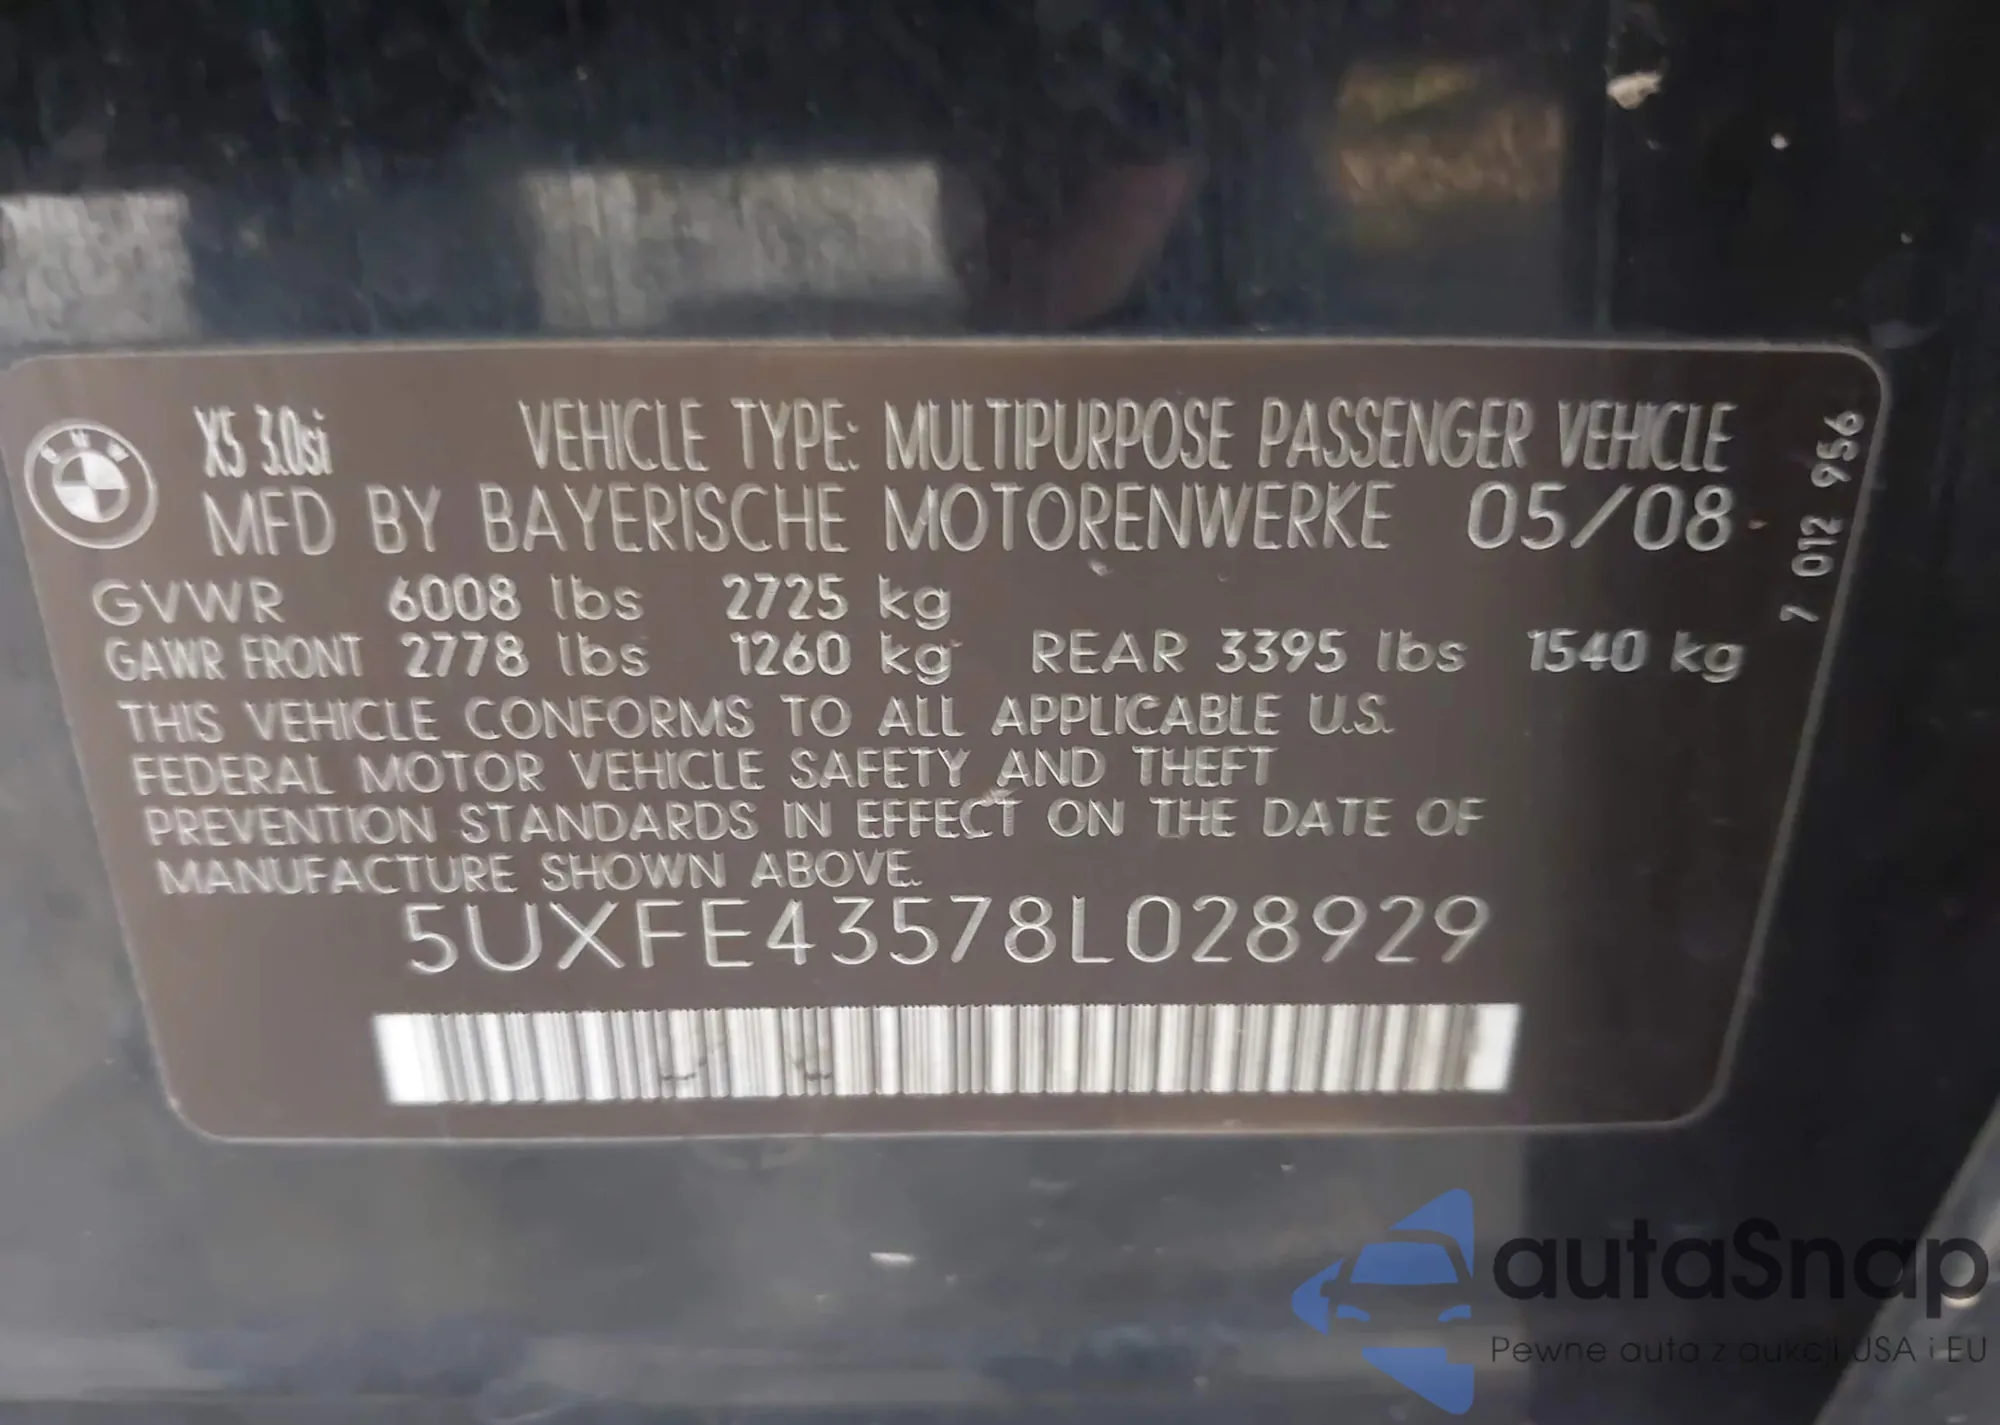 BMW
X5 3.0si VEHICLE TYPE: MULTIPURPOSE PASSENGER VEHICLE
MFD BY BAYERISCHE MOTORENWERKE 05/08
GVWR 6008 lbs 2725 kg
GAWR FRONT 2778 lbs 1260 kg REAR 3395 lbs 1540 kg
THIS VEHICLE CONFORMS TO ALL APPLICABLE U.S.
FEDERAL MOTOR VEHICLE SAFETY AND THEFT
PREVENTION STANDARDS IN EFFECT ON THE DATE OF
MANUFACTURE SHOWN ABOVE.
5UXFE43578L028929
7 012 956
autaSnap
Pewne auta z aukcji USA i EU